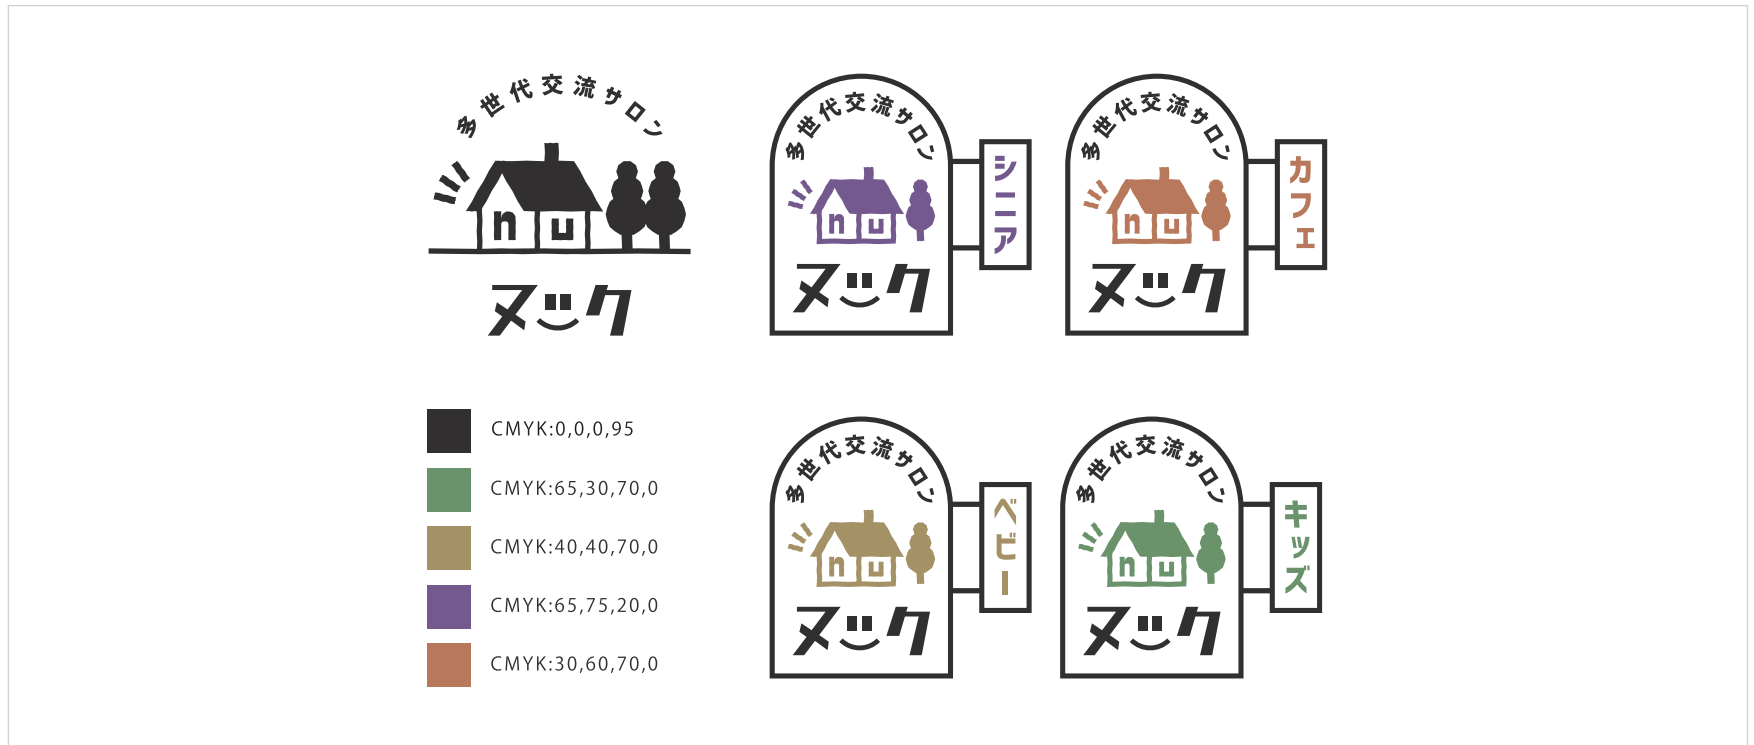 多世代交流サロン
nu
ヌック
多世代交流サロン
nu
ヌック
シニア
多世代交流サロン
nu
ヌック
カフェ
CMYK:0,0,0,95
CMYK:65,30,70,0
CMYK:40,40,70,0
CMYK:65,75,20,0
CMYK:30,60,70,0
多世代交流サロン
nu
ヌック
ベビー
多世代交流サロン
nu
ヌック
キッズ